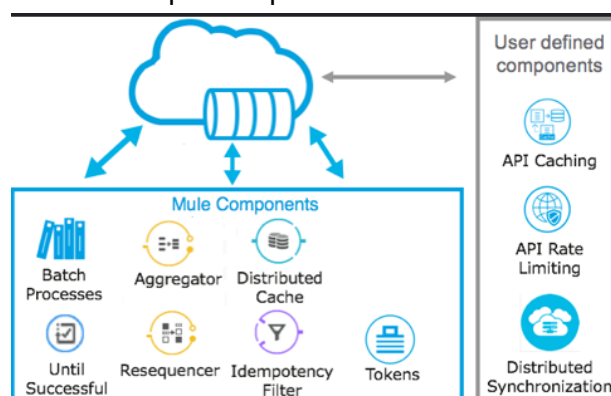 User defined
components
API Caching
Mule Components
Batch
Processes
Aggregator
Distributed
Cache
API Rate
Limiting
Until
Successful
Resequencer
Idempotency
Filter
Tokens
Distributed
Synchronization